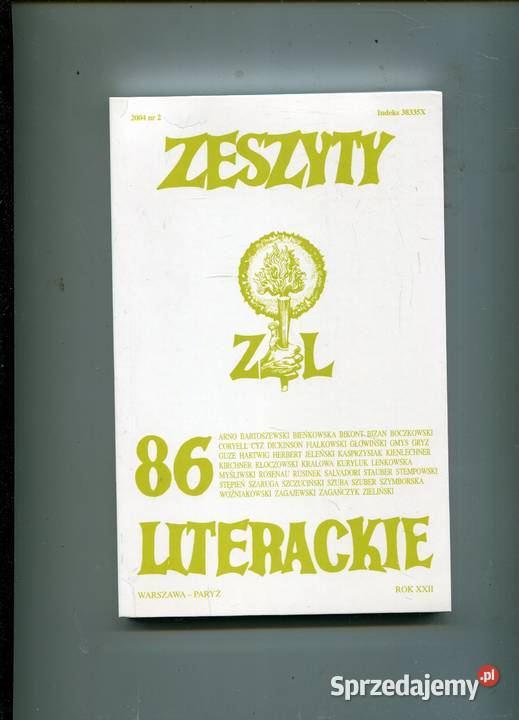 2004 nr 2 Indeks 38335X
ZESZYTY
Z L
86
ARNO BARTOSZEWSKI BIEŃKOWSKA BIKONT BIZAN BOCZKOWSKI
CORYELL CYZ DICKINSON FIAŁKOWSKI GŁOWIŃSKI GMYS GRYZ
GUZE HARTWIG HERBERT JELEŃSKI KASPRZYSIAK KIENLECHNER
KIRCHNER KŁOCZOWSKI KRALOWA KURYLUK LENKOWSKA
MYŚLIWSKI ROSENAU RUSINEK SALVADORI STAUBER STEMPOWSKI
STĘPIEŃ SZARUGA SZCZUCIŃSKI SZUBA SZUBER SZYMBORSKA
WOŹNIAKOWSKI ZAGAJEWSKI ZAGAŃCZYK ZIELIŃSKI
LITERACKIE
WARSZAWA – PARYŻ ROK XXII
Sprzedajemy.pl